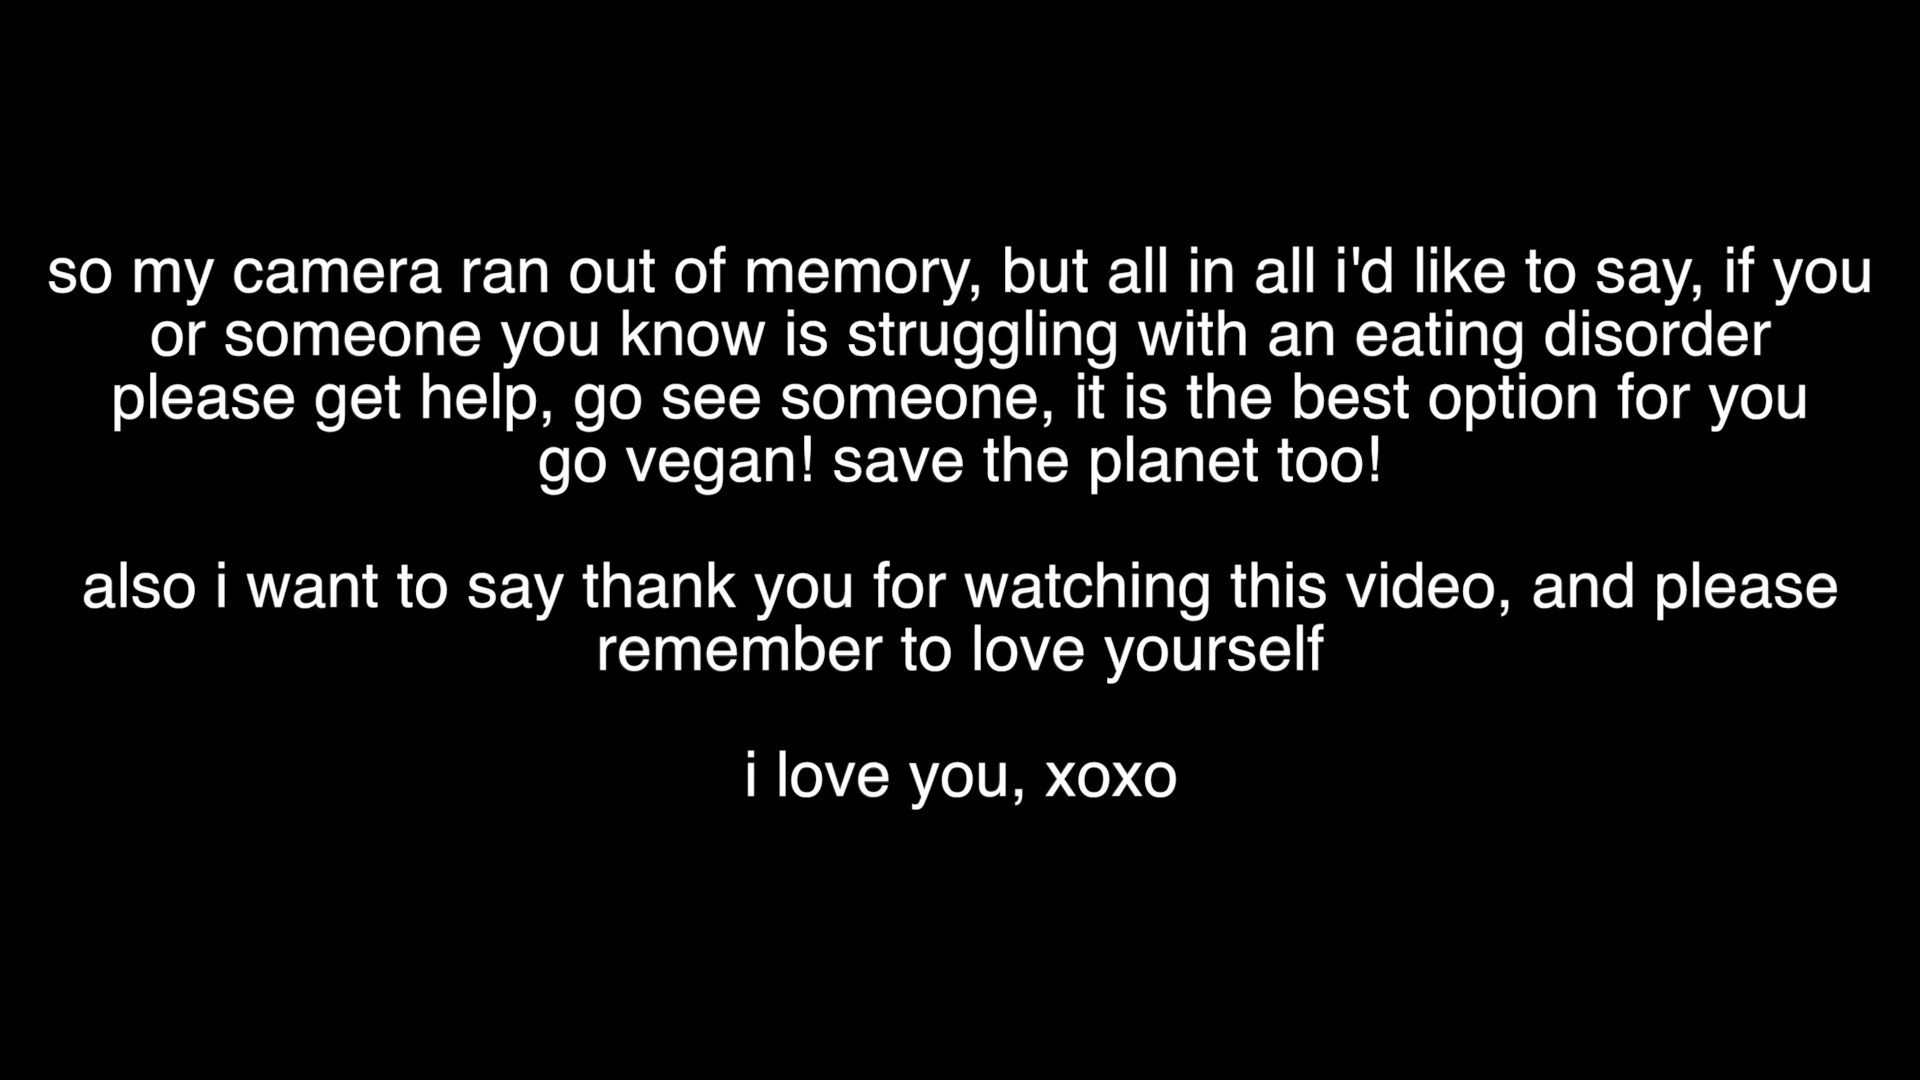 so my camera ran out of memory, but all in all i'd like to say, if you
or someone you know is struggling with an eating disorder
please get help, go see someone, it is the best option for you
go vegan! save the planet too!
also i want to say thank you for watching this video, and please
remember to love yourself
i love you, xoxo